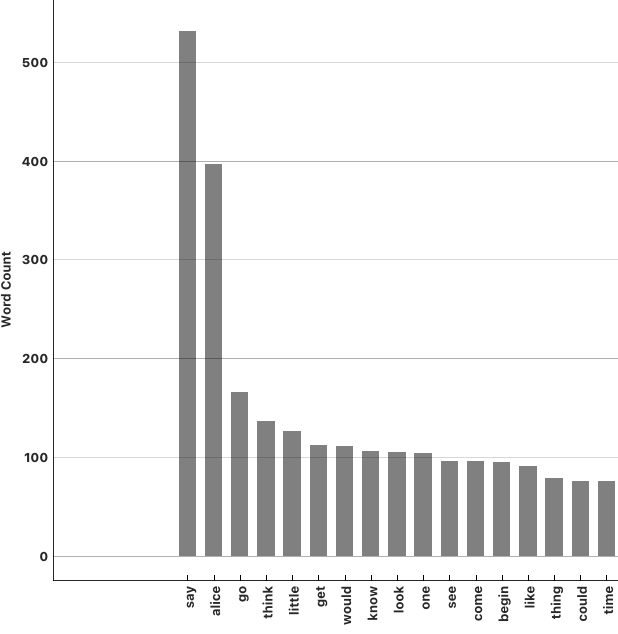 500
400
300
200
100
0
Word Count
say
alice
go
think
little
get
would
know
look
one
see
come
begin
like
thing
could
time